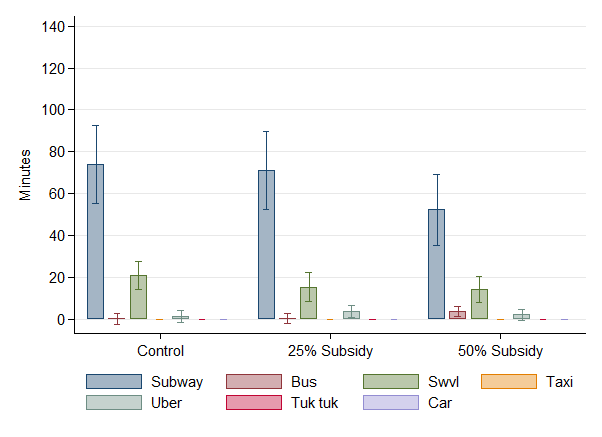 140
120
100
80
60
40
20
0
Minutes
Control 25% Subsidy 50% Subsidy
Subway Bus Swvl Taxi
Uber Tuk tuk Car